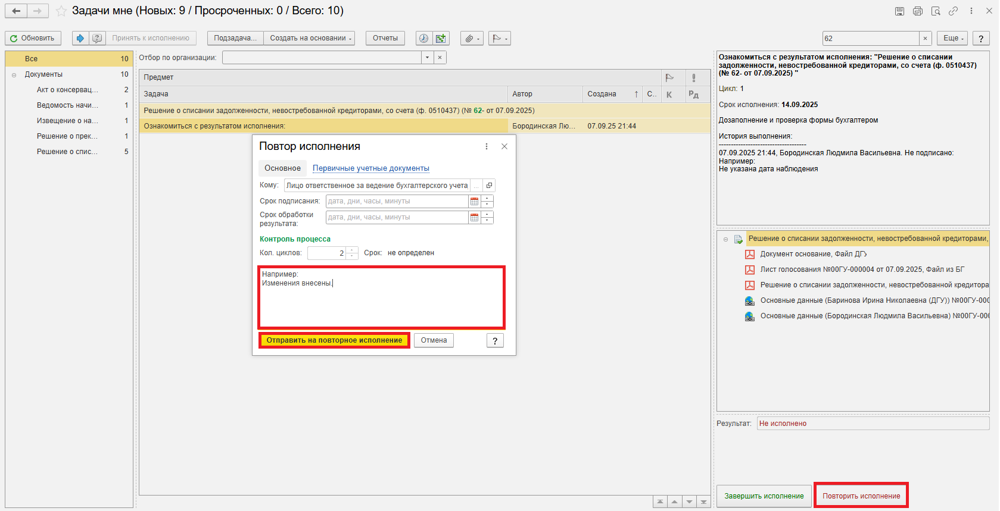 Задачи мне (Новых: 9 / Просроченных: 0 / Всего: 10)
Обновить
Принять к исполнению
Подзадача...
Создать на основании
Отчеты
62
Еще
?
Все 10
Документы 10
Акт о консервац... 2
Ведомость начи... 1
Извещение о на... 1
Решение о прек... 1
Решение о спис... 5
Отбор по организации:
Предмет
Задача Автор Создана ↑ С.. К Рд
Решение о списании задолженности, невостребованной кредиторами, со счета (ф. 0510437) (№ 62- от 07.09.2025)
Ознакомиться с результатом исполнения: Бородинская Лю... 07.09.25 21:44
Повтор исполнения
Основное Первичные учетные документы
Кому: Лицо ответственное за ведение бухгалтерского учета ...
Срок подписания: дата, дни, часы, минуты
Срок обработки
результата: дата, дни, часы, минуты
Контроль процесса
Кол. циклов: 2 Срок: не определен
Например:
Изменения внесены.
Отправить на повторное исполнение
Отмена
?
Ознакомиться с результатом исполнения: "Решение о списании
задолженности, невостребованной кредиторами, со счета (ф. 0510437)
(№ 62- от 07.09.2025) "
Цикл: 1
Срок исполнения: 14.09.2025
Дозаполнение и проверка формы бухгалтером
История выполнения:
------------------------------------
07.09.2025 21:44, Бородинская Людмила Васильевна. Не подписано:
Например:
Не указана дата наблюдения
Решение о списании задолженности, невостребованной кредиторами,
Документ основание, Файл ДГУ
Лист голосования №00ГУ-000004 от 07.09.2025, Файл из БГ
Решение о списании задолженности, невостребованной кредитора
Основные данные (Баринова Ирина Николаевна (ДГУ)) №00ГУ-000
Основные данные (Бородинская Людмила Васильевна) №00ГУ-000
Результат: Не исполнено
Завершить исполнение
Повторить исполнение